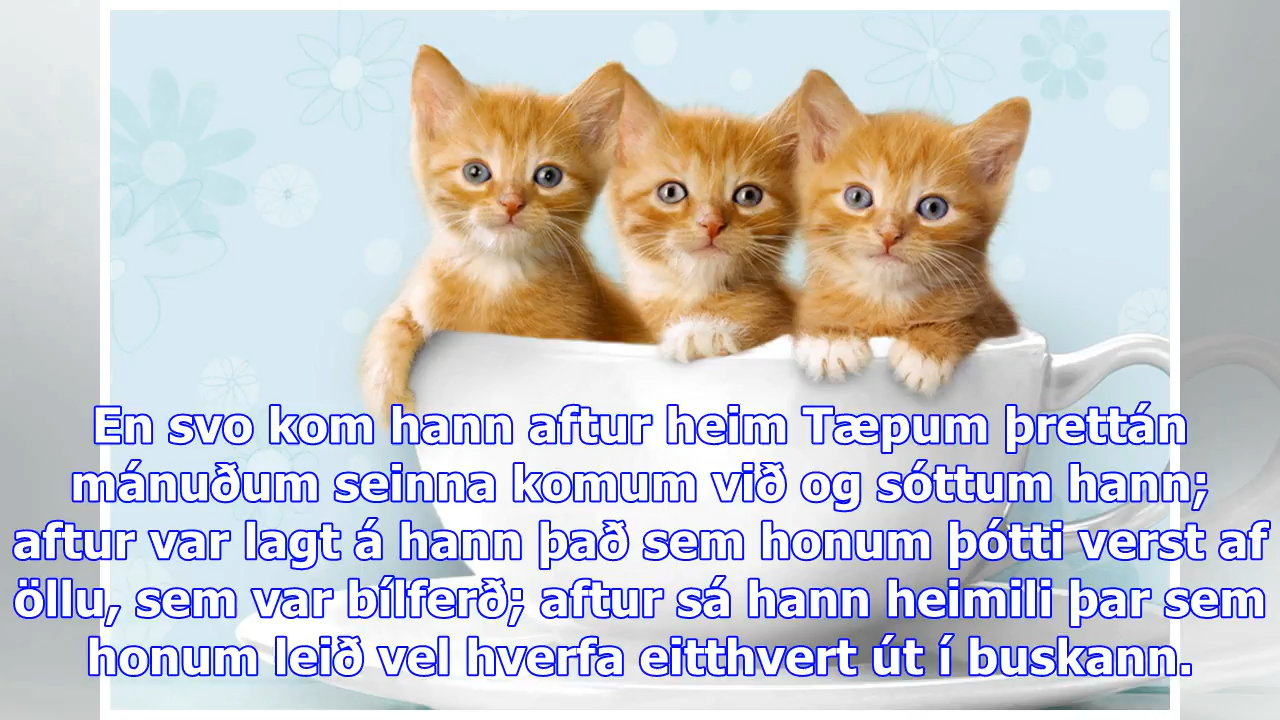 En svo kom hann aftur heim Tæpum þrettán
mánuðum seinna komum við og sóttum hann;
aftur var lagt á hann það sem honum þótti verst af
öllu, sem var bílferð; aftur sá hann heimili þar sem
honum leið vel hverfa eitthvert út í buskann.